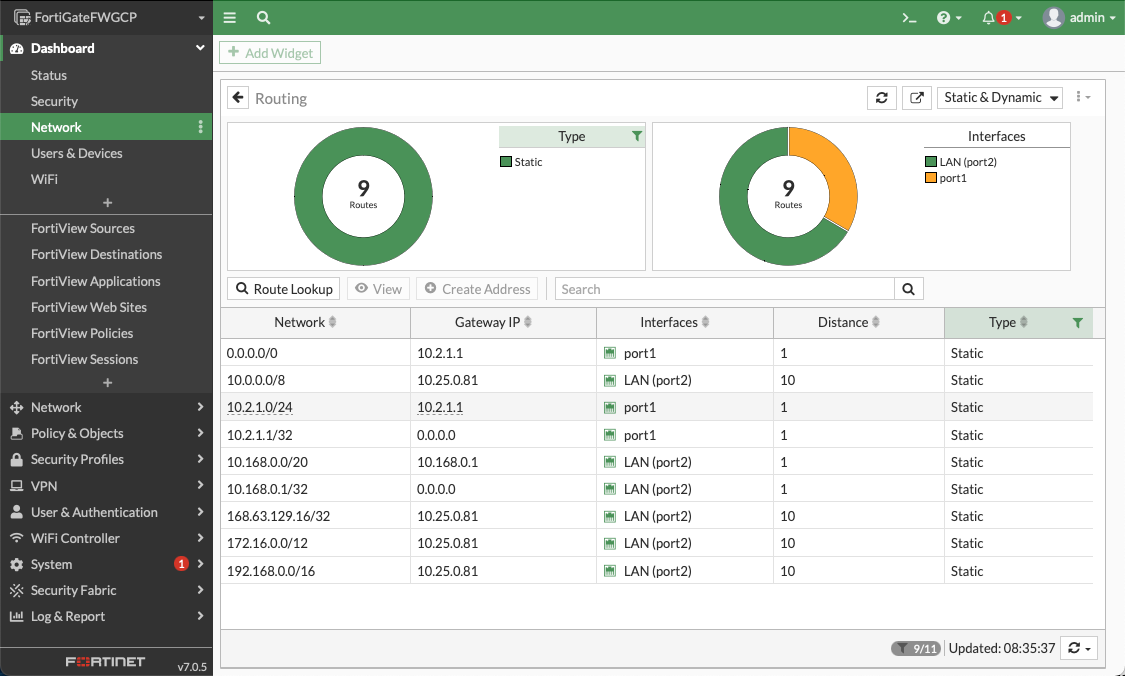 FortiGateFWGCP
1
admin
Dashboard
Status
Security
Network
Users & Devices
WiFi
+
FortiView Sources
FortiView Destinations
FortiView Applications
FortiView Web Sites
FortiView Policies
FortiView Sessions
+
Network
Policy & Objects
Security Profiles
VPN
User & Authentication
WiFi Controller
System 1
Security Fabric
Log & Report
FORTINET v7.0.5
+ Add Widget
Routing
Static & Dynamic
9
Routes
Type
Static
9
Routes
Interfaces
LAN (port2)
port1
Route Lookup View Create Address Search
Network Gateway IP Interfaces Distance Type
0.0.0.0/0 10.2.1.1 port1 1 Static
10.0.0.0/8 10.25.0.81 LAN (port2) 10 Static
10.2.1.0/24 10.2.1.1 port1 1 Static
10.2.1.1/32 0.0.0.0 port1 1 Static
10.168.0.0/20 10.168.0.1 LAN (port2) 1 Static
10.168.0.1/32 0.0.0.0 LAN (port2) 1 Static
168.63.129.16/32 10.25.0.81 LAN (port2) 10 Static
172.16.0.0/12 10.25.0.81 LAN (port2) 10 Static
192.168.0.0/16 10.25.0.81 LAN (port2) 10 Static
9/11 Updated: 08:35:37